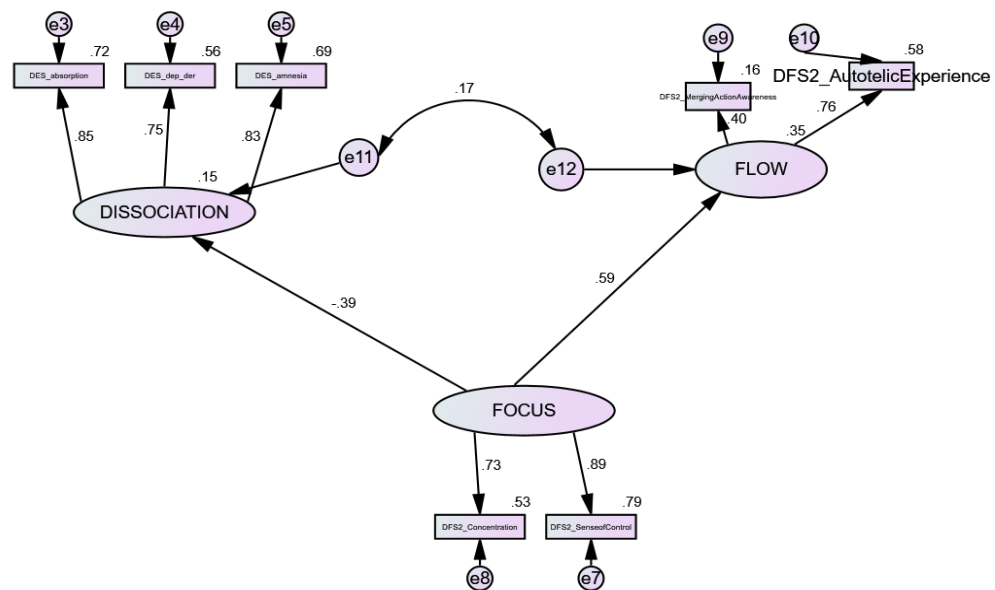 e3
e4
e5
.72
.56
.69
DES_absorption
DES_dep_der
DES_amnesia
.85
.75
.83
.17
e9
e10
.16
.58
DFS2_MergingActionAwareness
DFS2_AutotelicExperience
.40
.76
.35
e11
e12
FLOW
.15
DISSOCIATION
-.39
.59
FOCUS
.73
.89
.53
.79
DFS2_Concentration
DFS2_SenseofControl
e8
e7